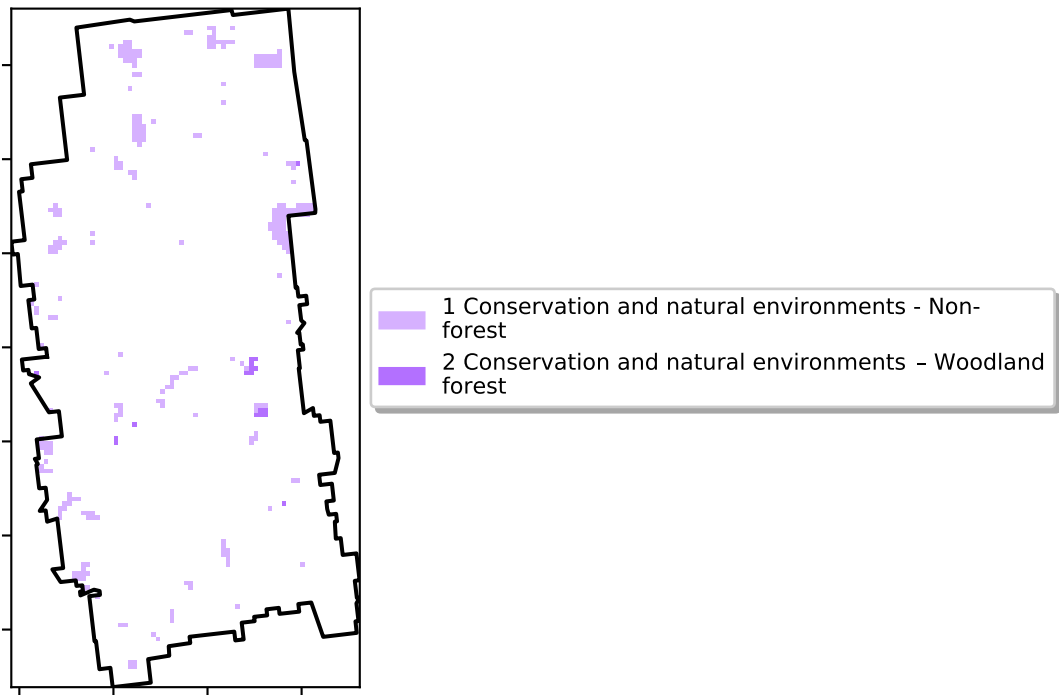 1 Conservation and natural environments - Non-
forest
2 Conservation and natural environments – Woodland
forest